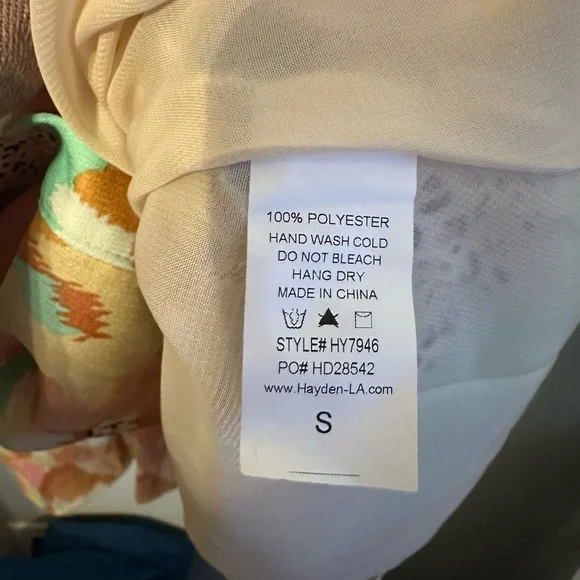 100% POLYESTER
HAND WASH COLD
DO NOT BLEACH
HANG DRY
MADE IN CHINA
STYLE# HY7946
PO# HD28542
www.Hayden-LA.com
S